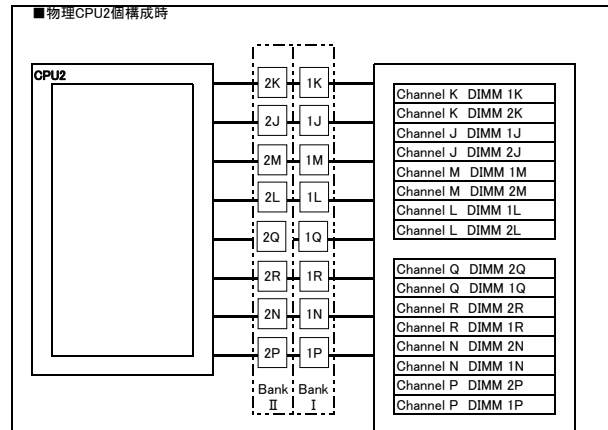 ■物理CPU2個構成時
CPU2
2K 1K
2J 1J
2M 1M
2L 1L
2Q 1Q
2R 1R
2N 1N
2P 1P
Bank Bank
Ⅱ Ⅰ
Channel K DIMM 1K
Channel K DIMM 2K
Channel J DIMM 1J
Channel J DIMM 2J
Channel M DIMM 1M
Channel M DIMM 2M
Channel L DIMM 1L
Channel L DIMM 2L
Channel Q DIMM 2Q
Channel Q DIMM 1Q
Channel R DIMM 2R
Channel R DIMM 1R
Channel N DIMM 2N
Channel N DIMM 1N
Channel P DIMM 2P
Channel P DIMM 1P